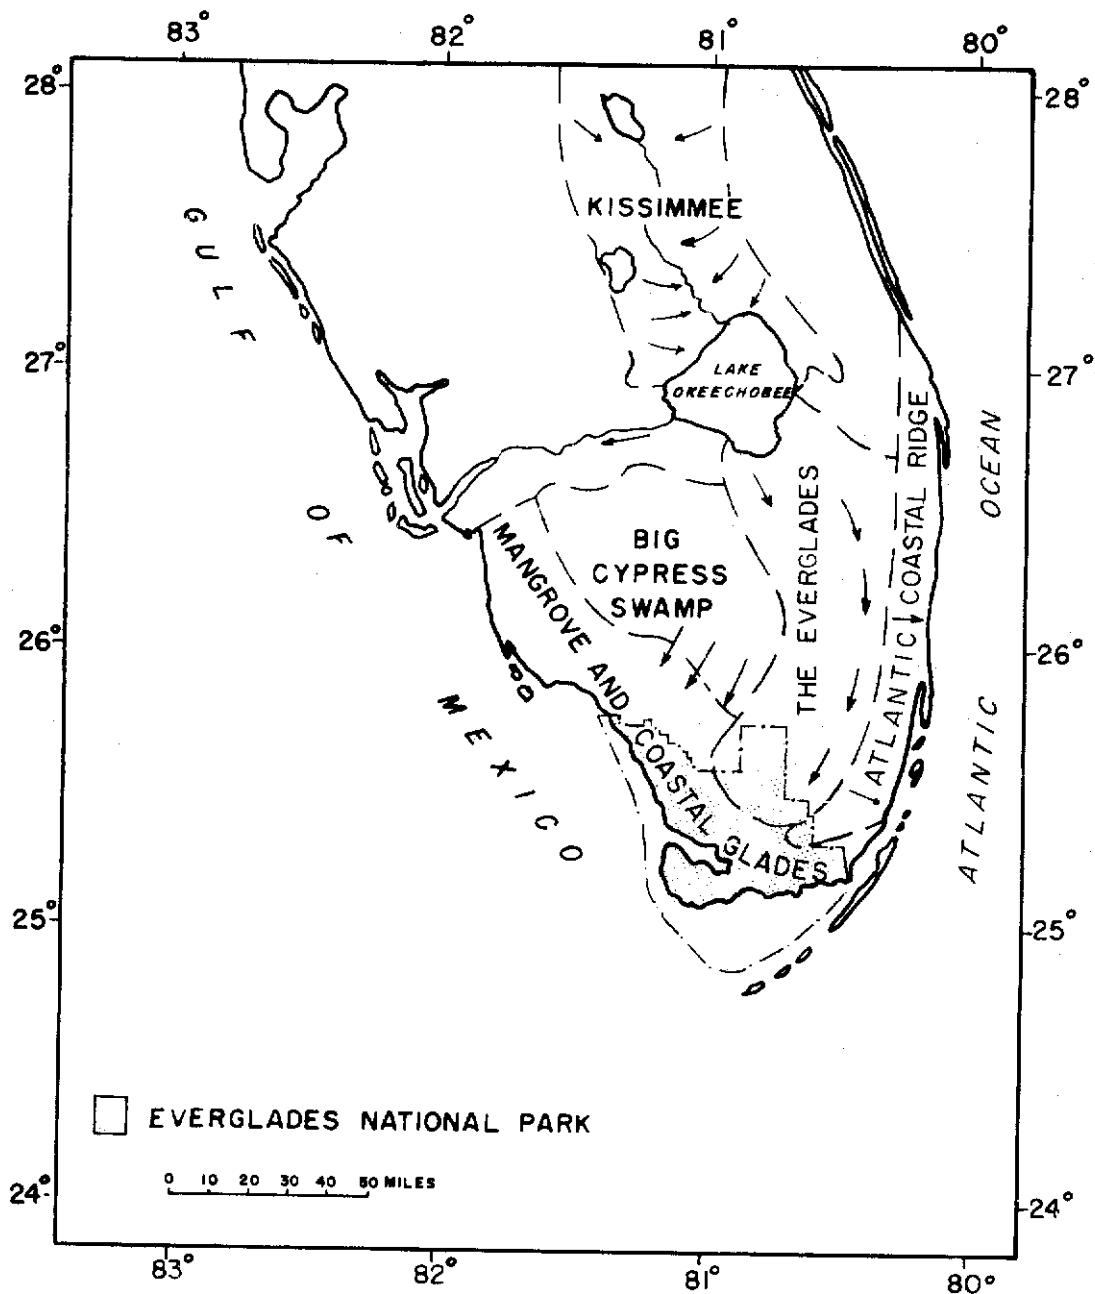 83° 82° 81° 80°
28° 28°
KISSIMMEE
GULF
27° 27°
LAKE
OKEECHOBEE
OCEAN
OF
BIG
CYPRESS
SWAMP
MANGROVE AND COASTAL GLADES
THE EVERGLADES
ATLANTIC COASTAL RIDGE
26° 26°
MEXICO
ATLANTIC
25° 25°
EVERGLADES NATIONAL PARK
0 10 20 30 40 50 MILES
24° 24°
83° 82° 81° 80°